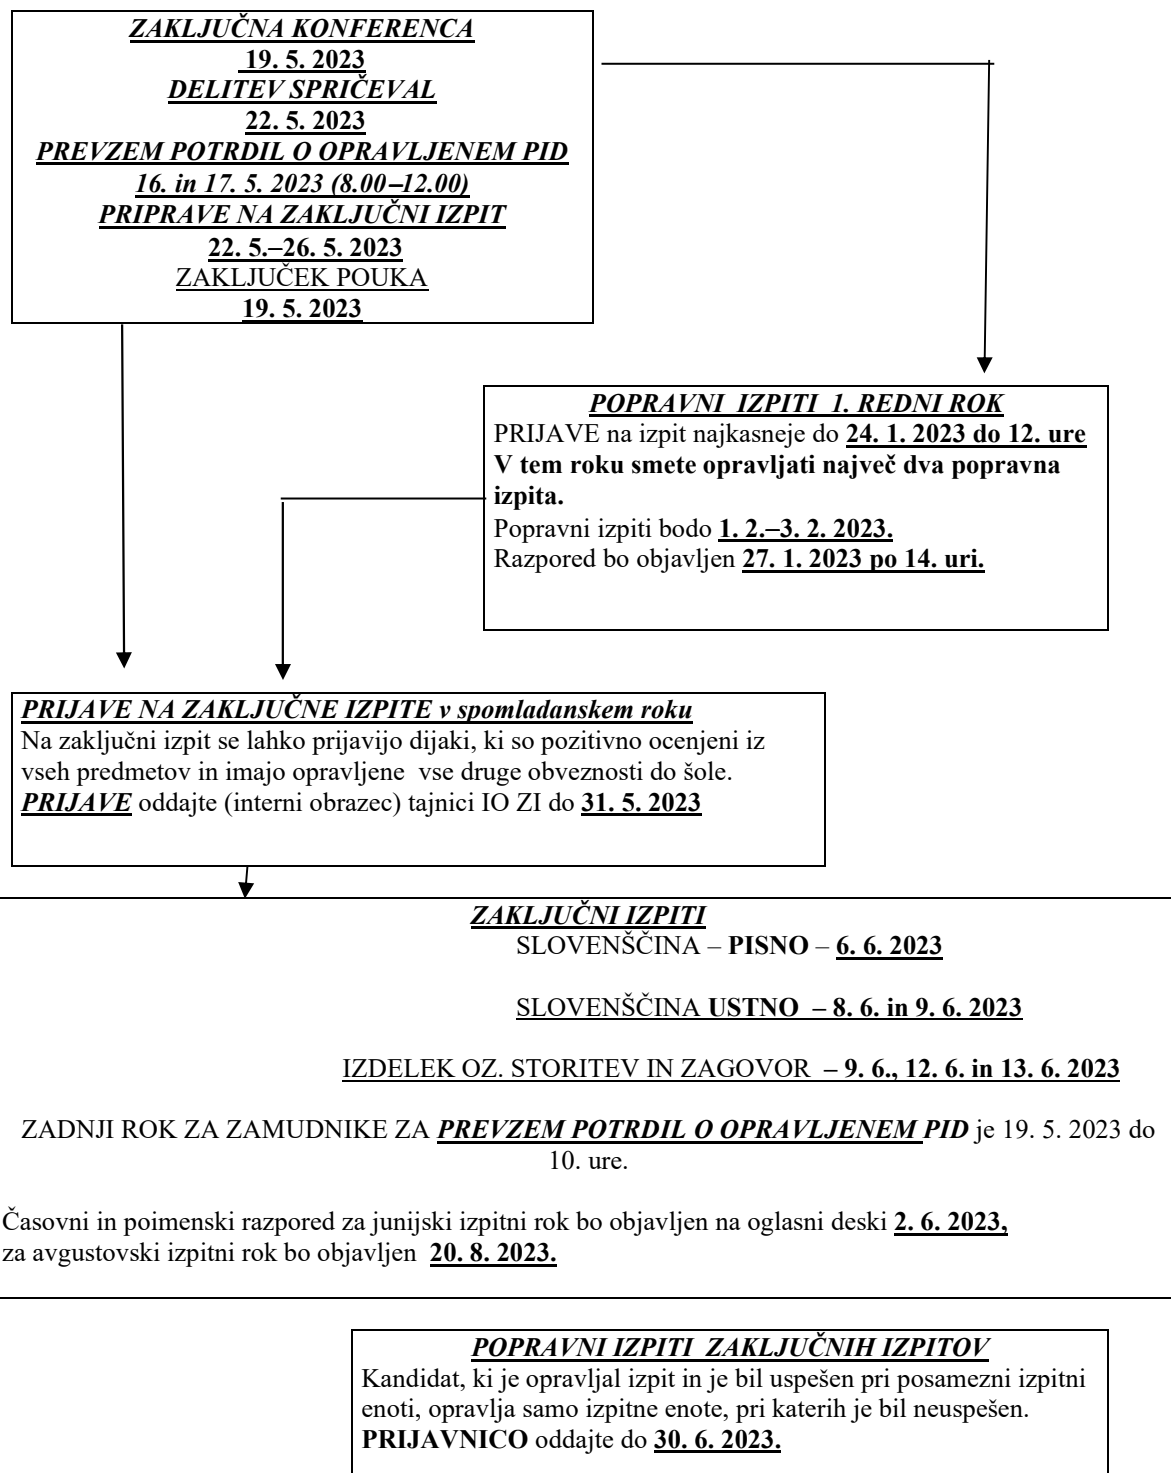 ZAKLJUČNA KONFERENCA
19. 5. 2023
DELITEV SPRIČEVAL
22. 5. 2023
PREVZEM POTRDIL O OPRAVLJENEM PID
16. in 17. 5. 2023 (8.00–12.00)
PRIPRAVE NA ZAKLJUČNI IZPIT
22. 5.–26. 5. 2023
ZAKLJUČEK POUKA
19. 5. 2023
POPRAVNI IZPITI 1. REDNI ROK
PRIJAVE na izpit najkasneje do 24. 1. 2023 do 12. ure
V tem roku smete opravljati največ dva popravna
izpita.
Popravni izpiti bodo 1. 2.–3. 2. 2023.
Razpored bo objavljen 27. 1. 2023 po 14. uri.
PRIJAVE NA ZAKLJUČNE IZPITE v spomladanskem roku
Na zaključni izpit se lahko prijavijo dijaki, ki so pozitivno ocenjeni iz
vseh predmetov in imajo opravljene vse druge obveznosti do šole.
PRIJAVE oddajte (interni obrazec) tajnici IO ZI do 31. 5. 2023
ZAKLJUČNI IZPITI
SLOVENŠČINA – PISNO – 6. 6. 2023
SLOVENŠČINA USTNO – 8. 6. in 9. 6. 2023
IZDELEK OZ. STORITEV IN ZAGOVOR – 9. 6., 12. 6. in 13. 6. 2023
ZADNJI ROK ZA ZAMUDNIKE ZA PREVZEM POTRDIL O OPRAVLJENEM PID je 19. 5. 2023 do
10. ure.
Časovni in poimenski razpored za junijski izpitni rok bo objavljen na oglasni deski 2. 6. 2023,
za avgustovski izpitni rok bo objavljen 20. 8. 2023.
POPRAVNI IZPITI ZAKLJUČNIH IZPITOV
Kandidat, ki je opravljal izpit in je bil uspešen pri posamezni izpitni
enoti, opravlja samo izpitne enote, pri katerih je bil neuspešen.
PRIJAVNICO oddajte do 30. 6. 2023.